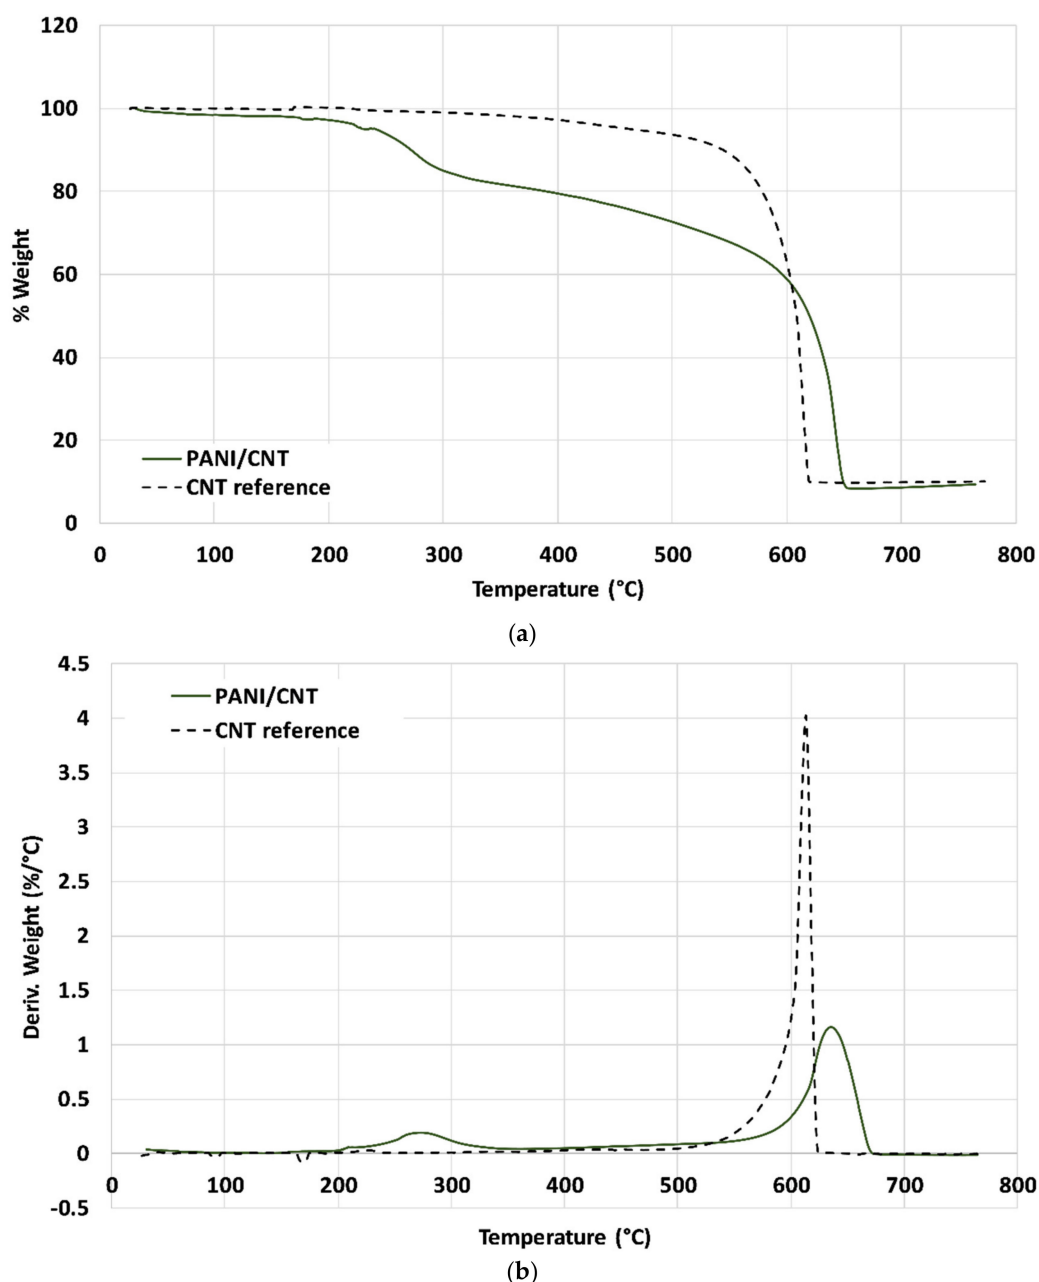 120
100
80
60
40
20
0
% Weight
PANI/CNT
CNT reference
0 100 200 300 400 500 600 700 800
Temperature (°C)
(a)
4.5
4
3.5
3
2.5
2
1.5
1
0.5
0
-0.5
Deriv. Weight (%/°C)
PANI/CNT
CNT reference
0 100 200 300 400 500 600 700 800
Temperature (°C)
(b)